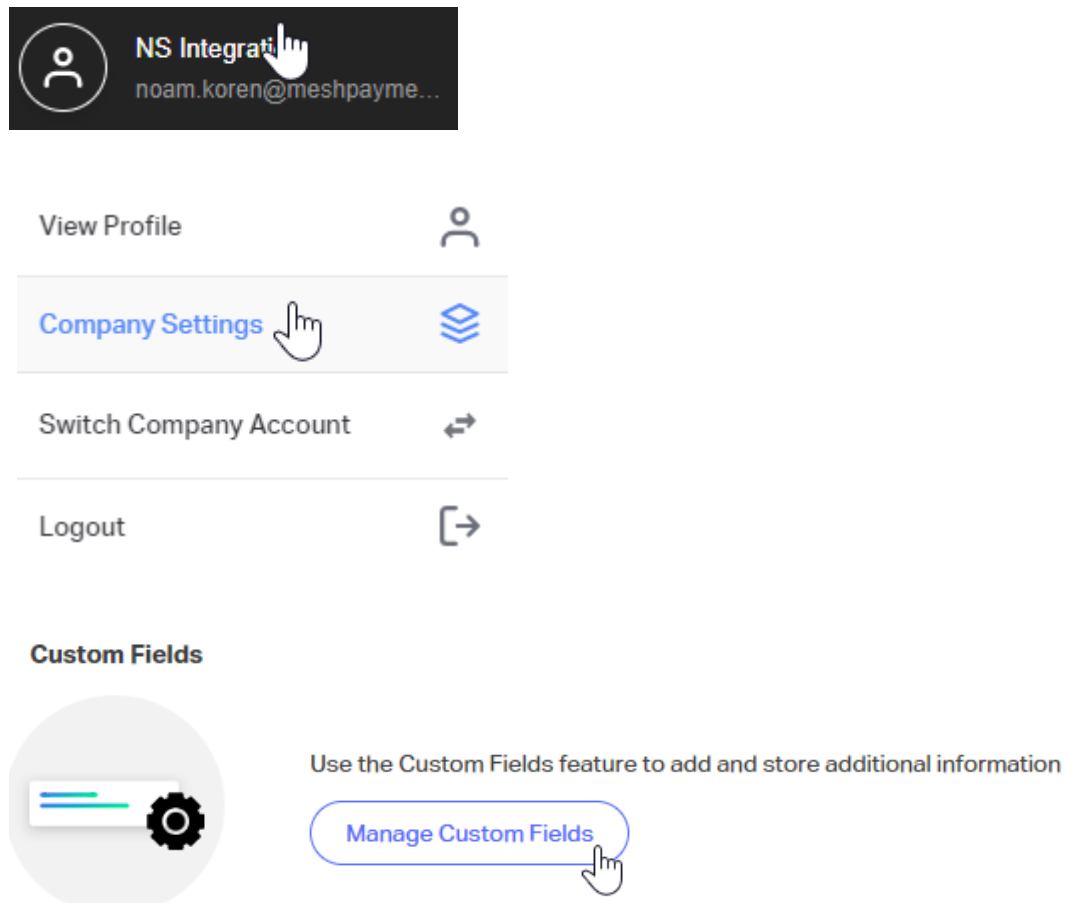 NS Integrati
noam.koren@meshpayme...
View Profile
Company Settings
Switch Company Account
Logout
Custom Fields
Use the Custom Fields feature to add and store additional information
Manage Custom Fields